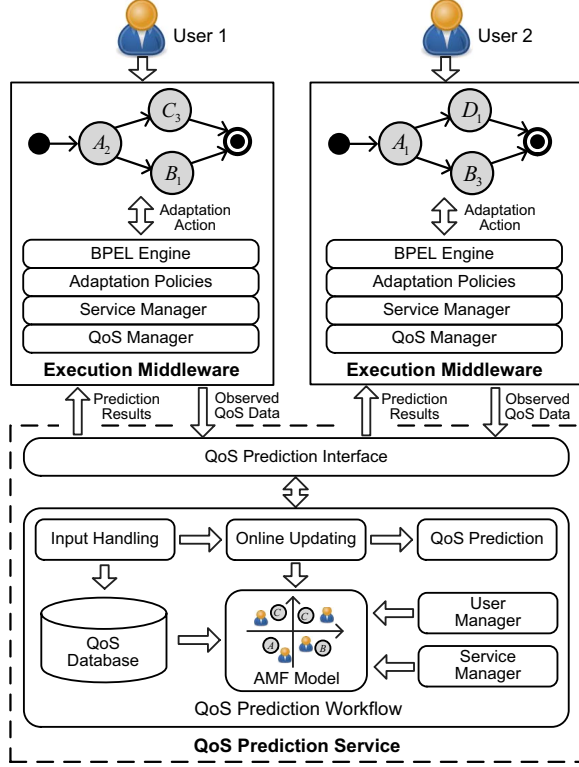 User 1
User 2
C3
A2
B1
D1
A1
B3
Adaptation
Action
Adaptation
Action
BPEL Engine
Adaptation Policies
Service Manager
QoS Manager
Execution Middleware
BPEL Engine
Adaptation Policies
Service Manager
QoS Manager
Execution Middleware
Prediction
Results
Observed
QoS Data
Prediction
Results
Observed
QoS Data
QoS Prediction Interface
Input Handling
Online Updating
QoS Prediction
QoS
Database
C
C
A
B
AMF Model
User
Manager
Service
Manager
QoS Prediction Workflow
QoS Prediction Service